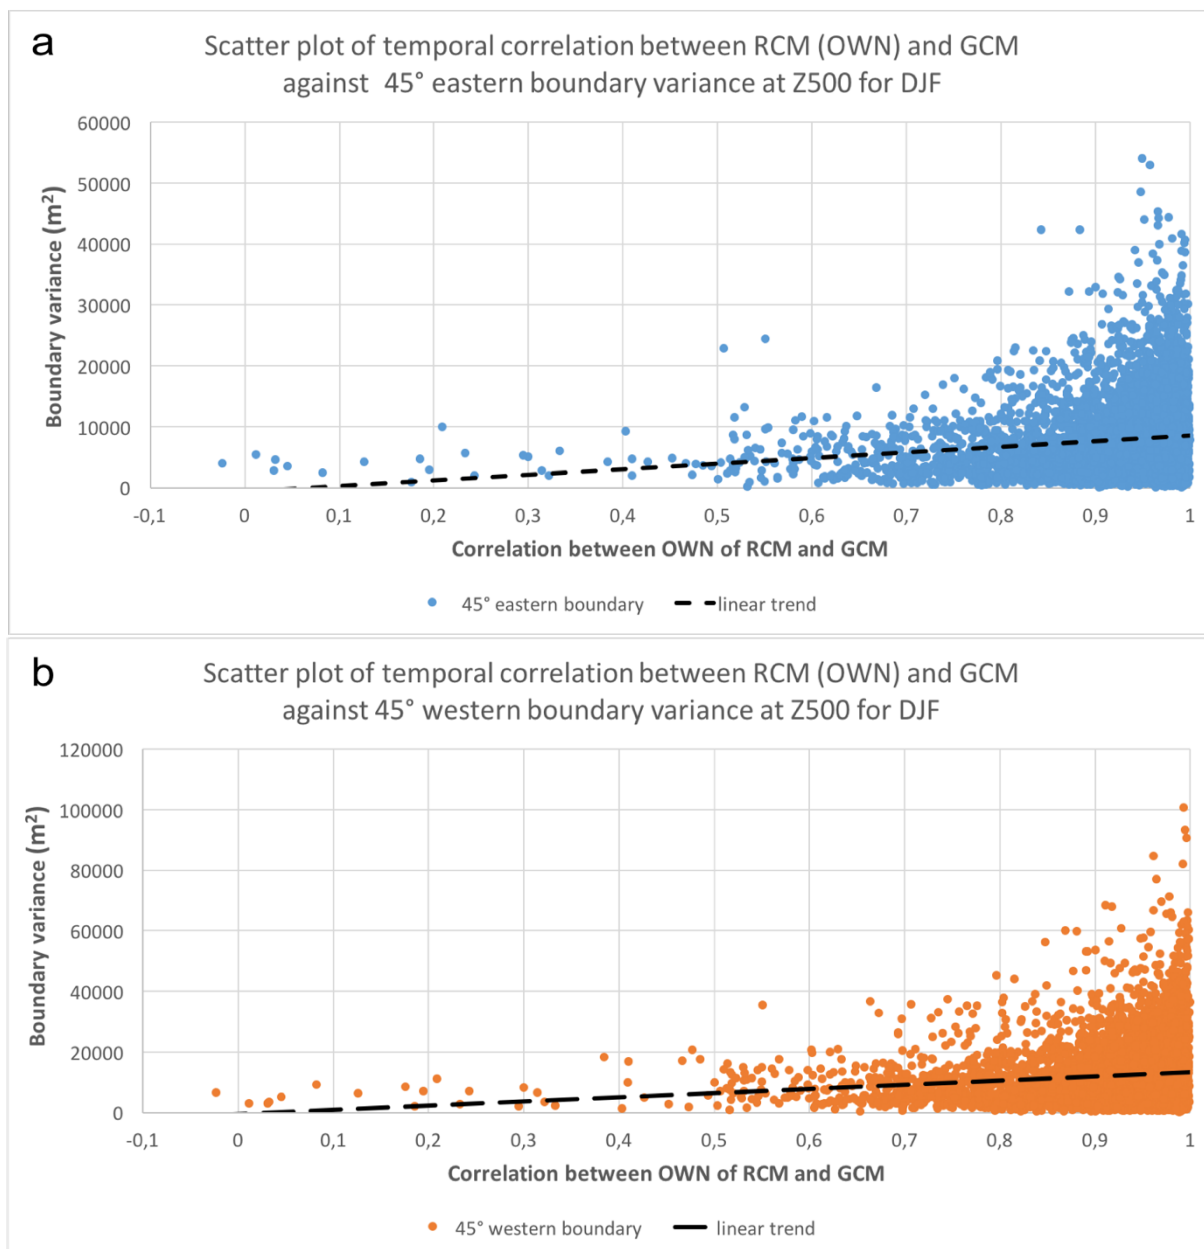 a
Scatter plot of temporal correlation between RCM (OWN) and GCM
against 45° eastern boundary variance at Z500 for DJF
60000
50000
40000
30000
20000
10000
0
Boundary variance (m²)
-0,1 0 0,1 0,2 0,3 0,4 0,5 0,6 0,7 0,8 0,9 1
Correlation between OWN of RCM and GCM
45° eastern boundary linear trend
b
Scatter plot of temporal correlation between RCM (OWN) and GCM
against 45° western boundary variance at Z500 for DJF
120000
100000
80000
60000
40000
20000
0
Boundary variance (m²)
-0,1 0 0,1 0,2 0,3 0,4 0,5 0,6 0,7 0,8 0,9 1
Correlation between OWN of RCM and GCM
45° western boundary linear trend